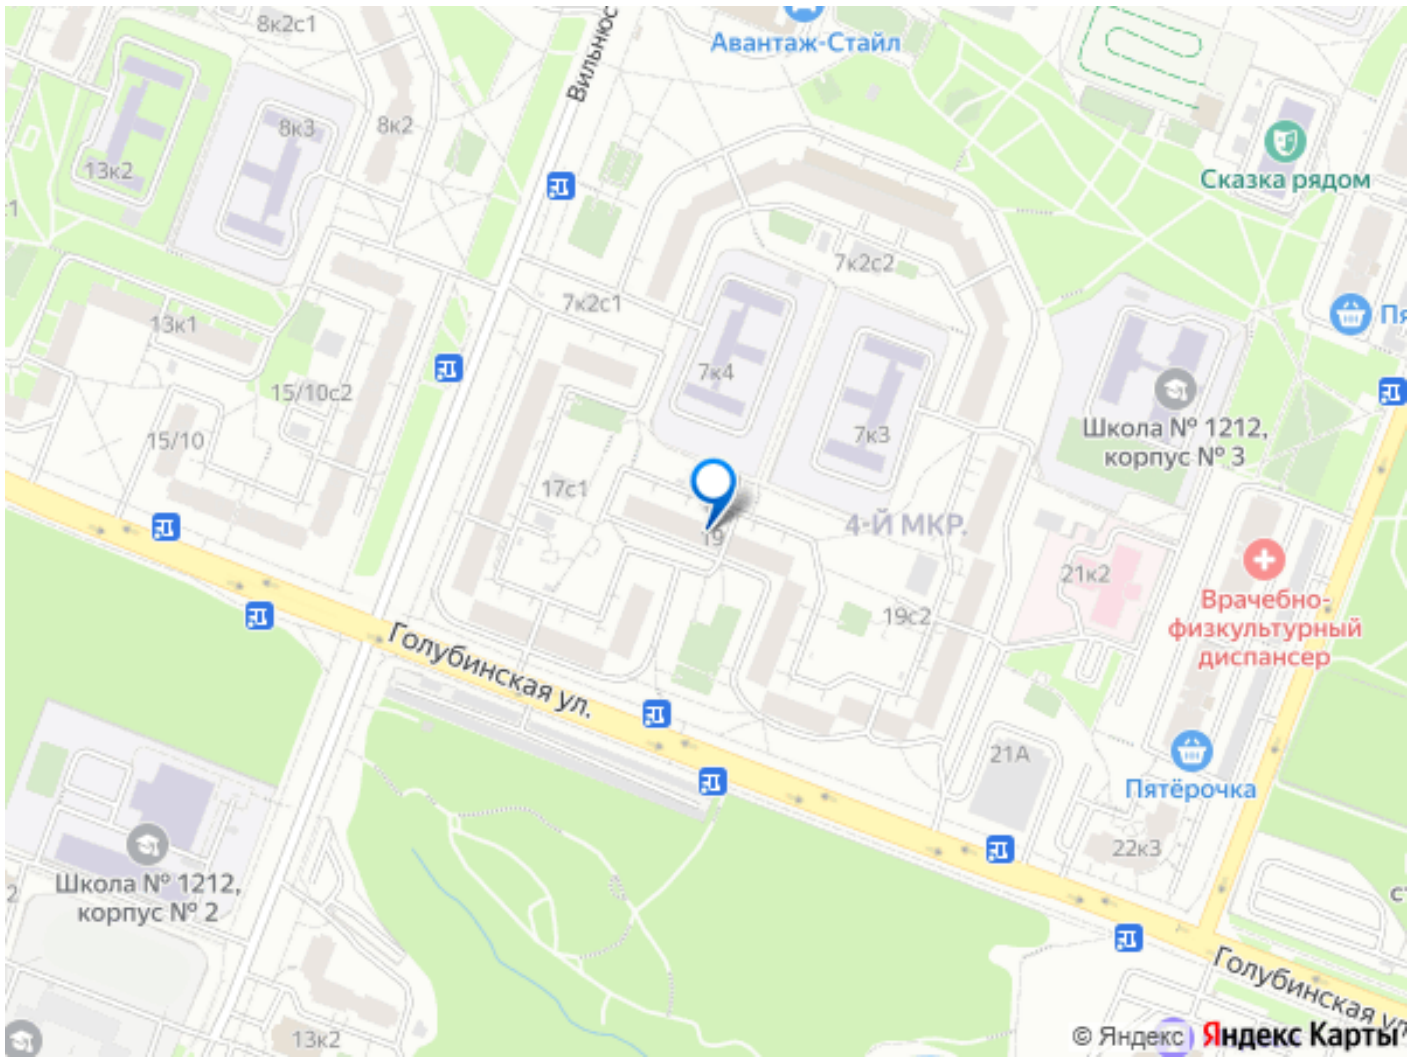 8к2с1
Авантаж-Стайл
Вильнюс
8к3
8к2
13к2
Сказка рядом
7к2с2
7к2с1
13к1
7к4
15/10с2
15/10
7к3
Школа № 1212,
корпус № 3
17с1
19
4-Й МКР.
21к2
19с2
Врачебно-
физкультурный
диспансер
Голубинская ул.
21А
Пятёрочка
22к3
Школа № 1212,
корпус № 2
13к2
Голубинская ул.
© Яндекс Яндекс Карты